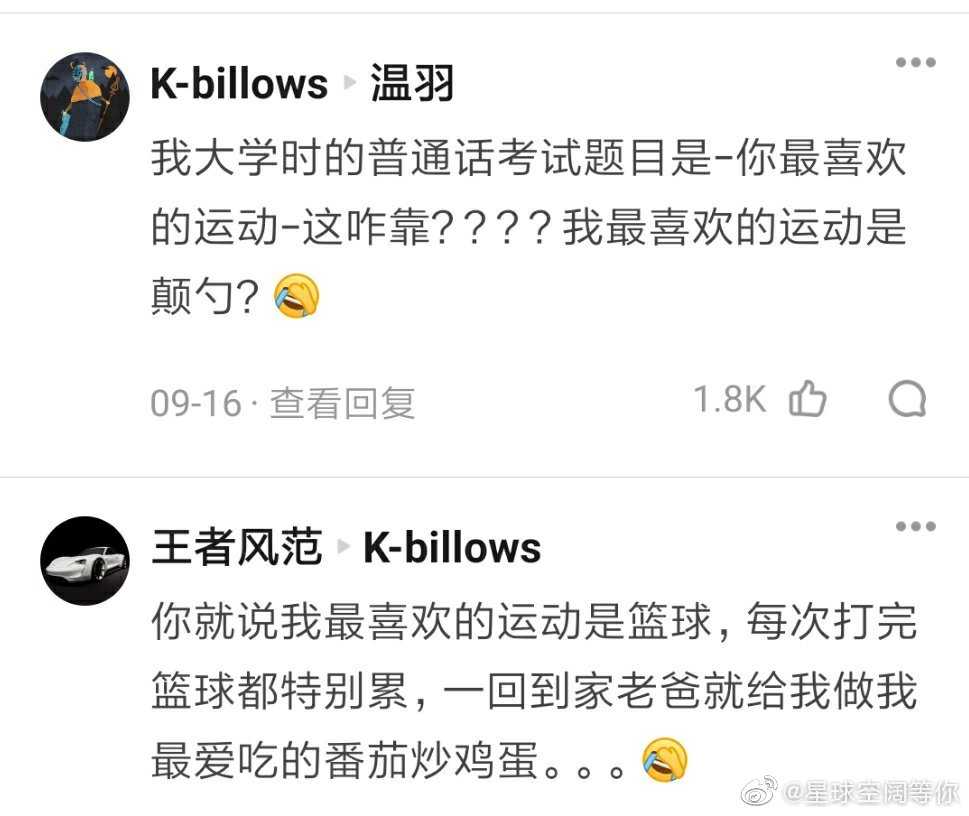 K-billows ▸ 温羽
我大学时的普通话考试题目是-你最喜欢
的运动-这咋靠????我最喜欢的运动是
颠勺?🤣
09-16 · 查看回复
1.8K
王者风范 ▸ K-billows
你就说我最喜欢的运动是篮球,每次打完
篮球都特别累,一回到家老爸就给我做我
最爱吃的番茄炒鸡蛋。。。🤣
@星球空阔等你